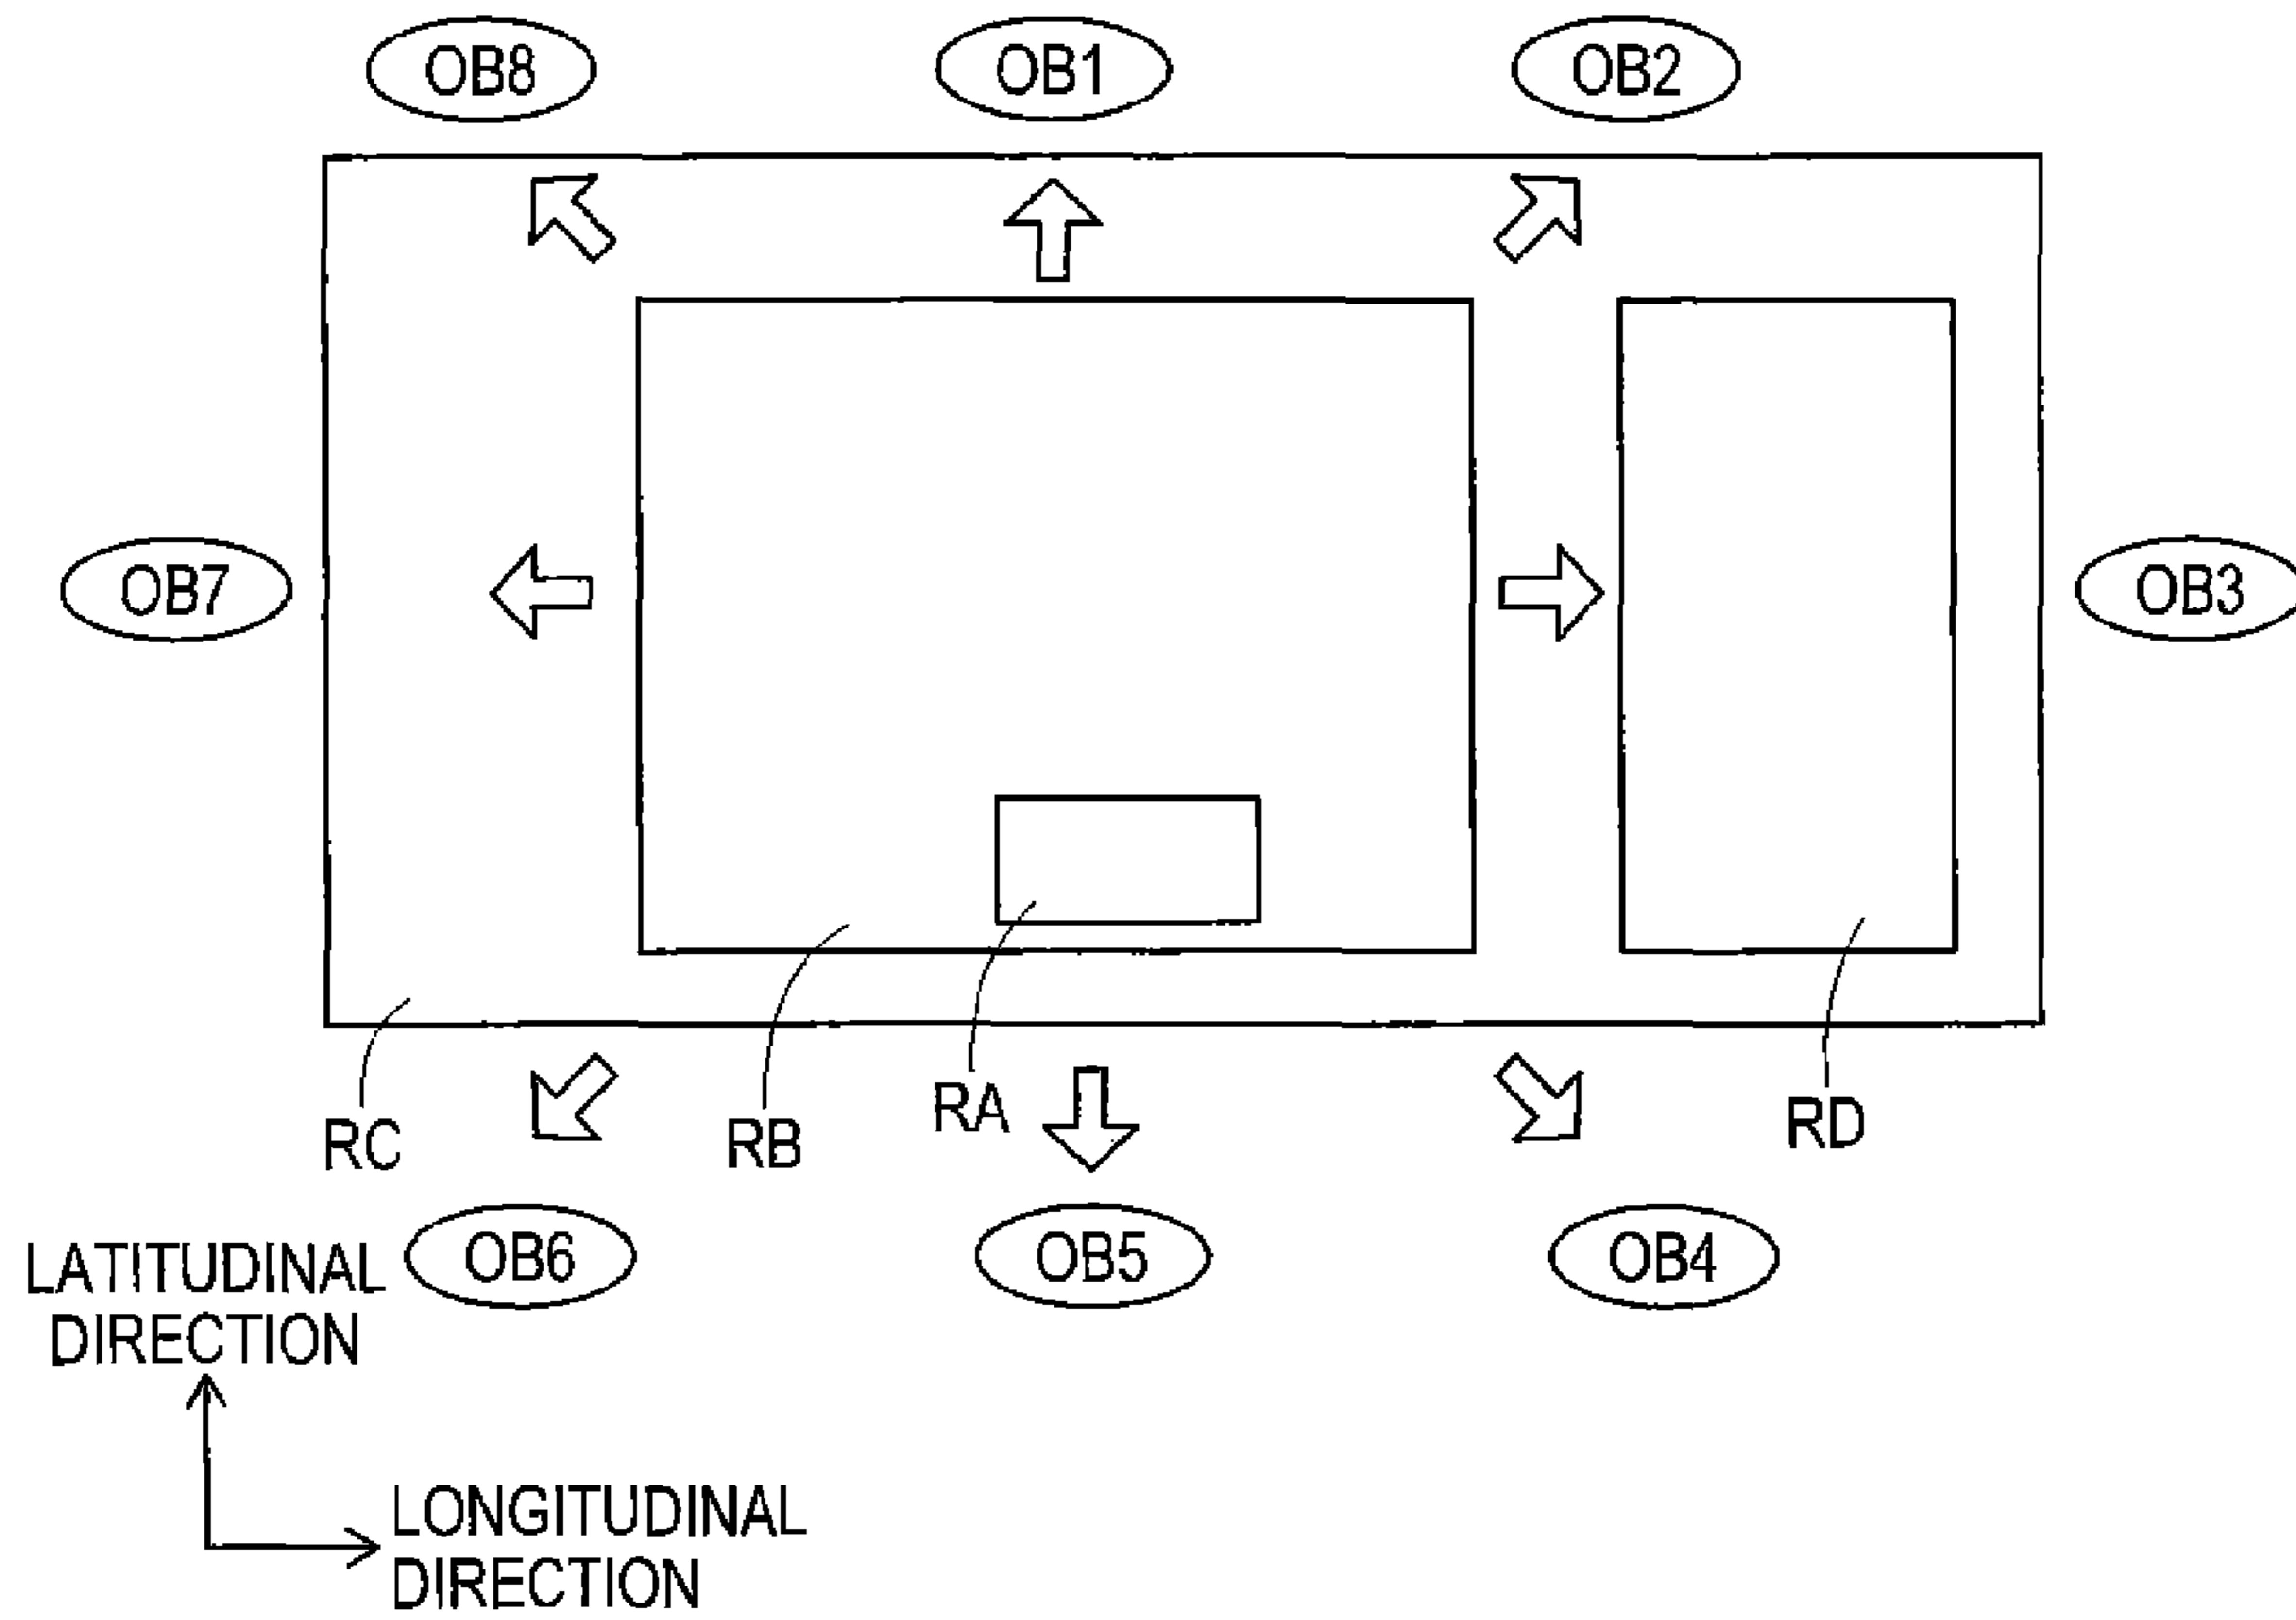 OB8
OB1
OB2
OB7
OB3
RC
RB
RA
RD
OB6
OB5
OB4
LATITUDINAL
DIRECTION
LONGITUDINAL
DIRECTION